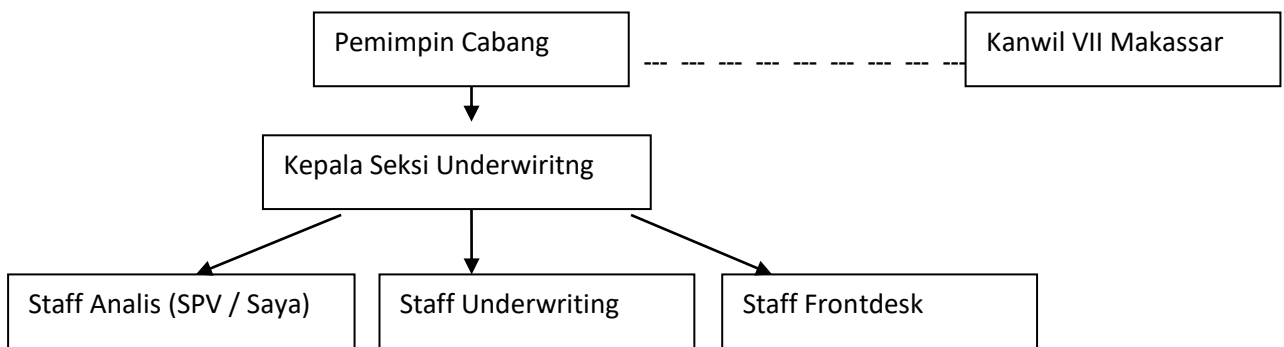 Pemimpin Cabang
Kanwil VII Makassar
Kepala Seksi Underwiritng
Staff Analis (SPV / Saya)
Staff Underwriting
Staff Frontdesk